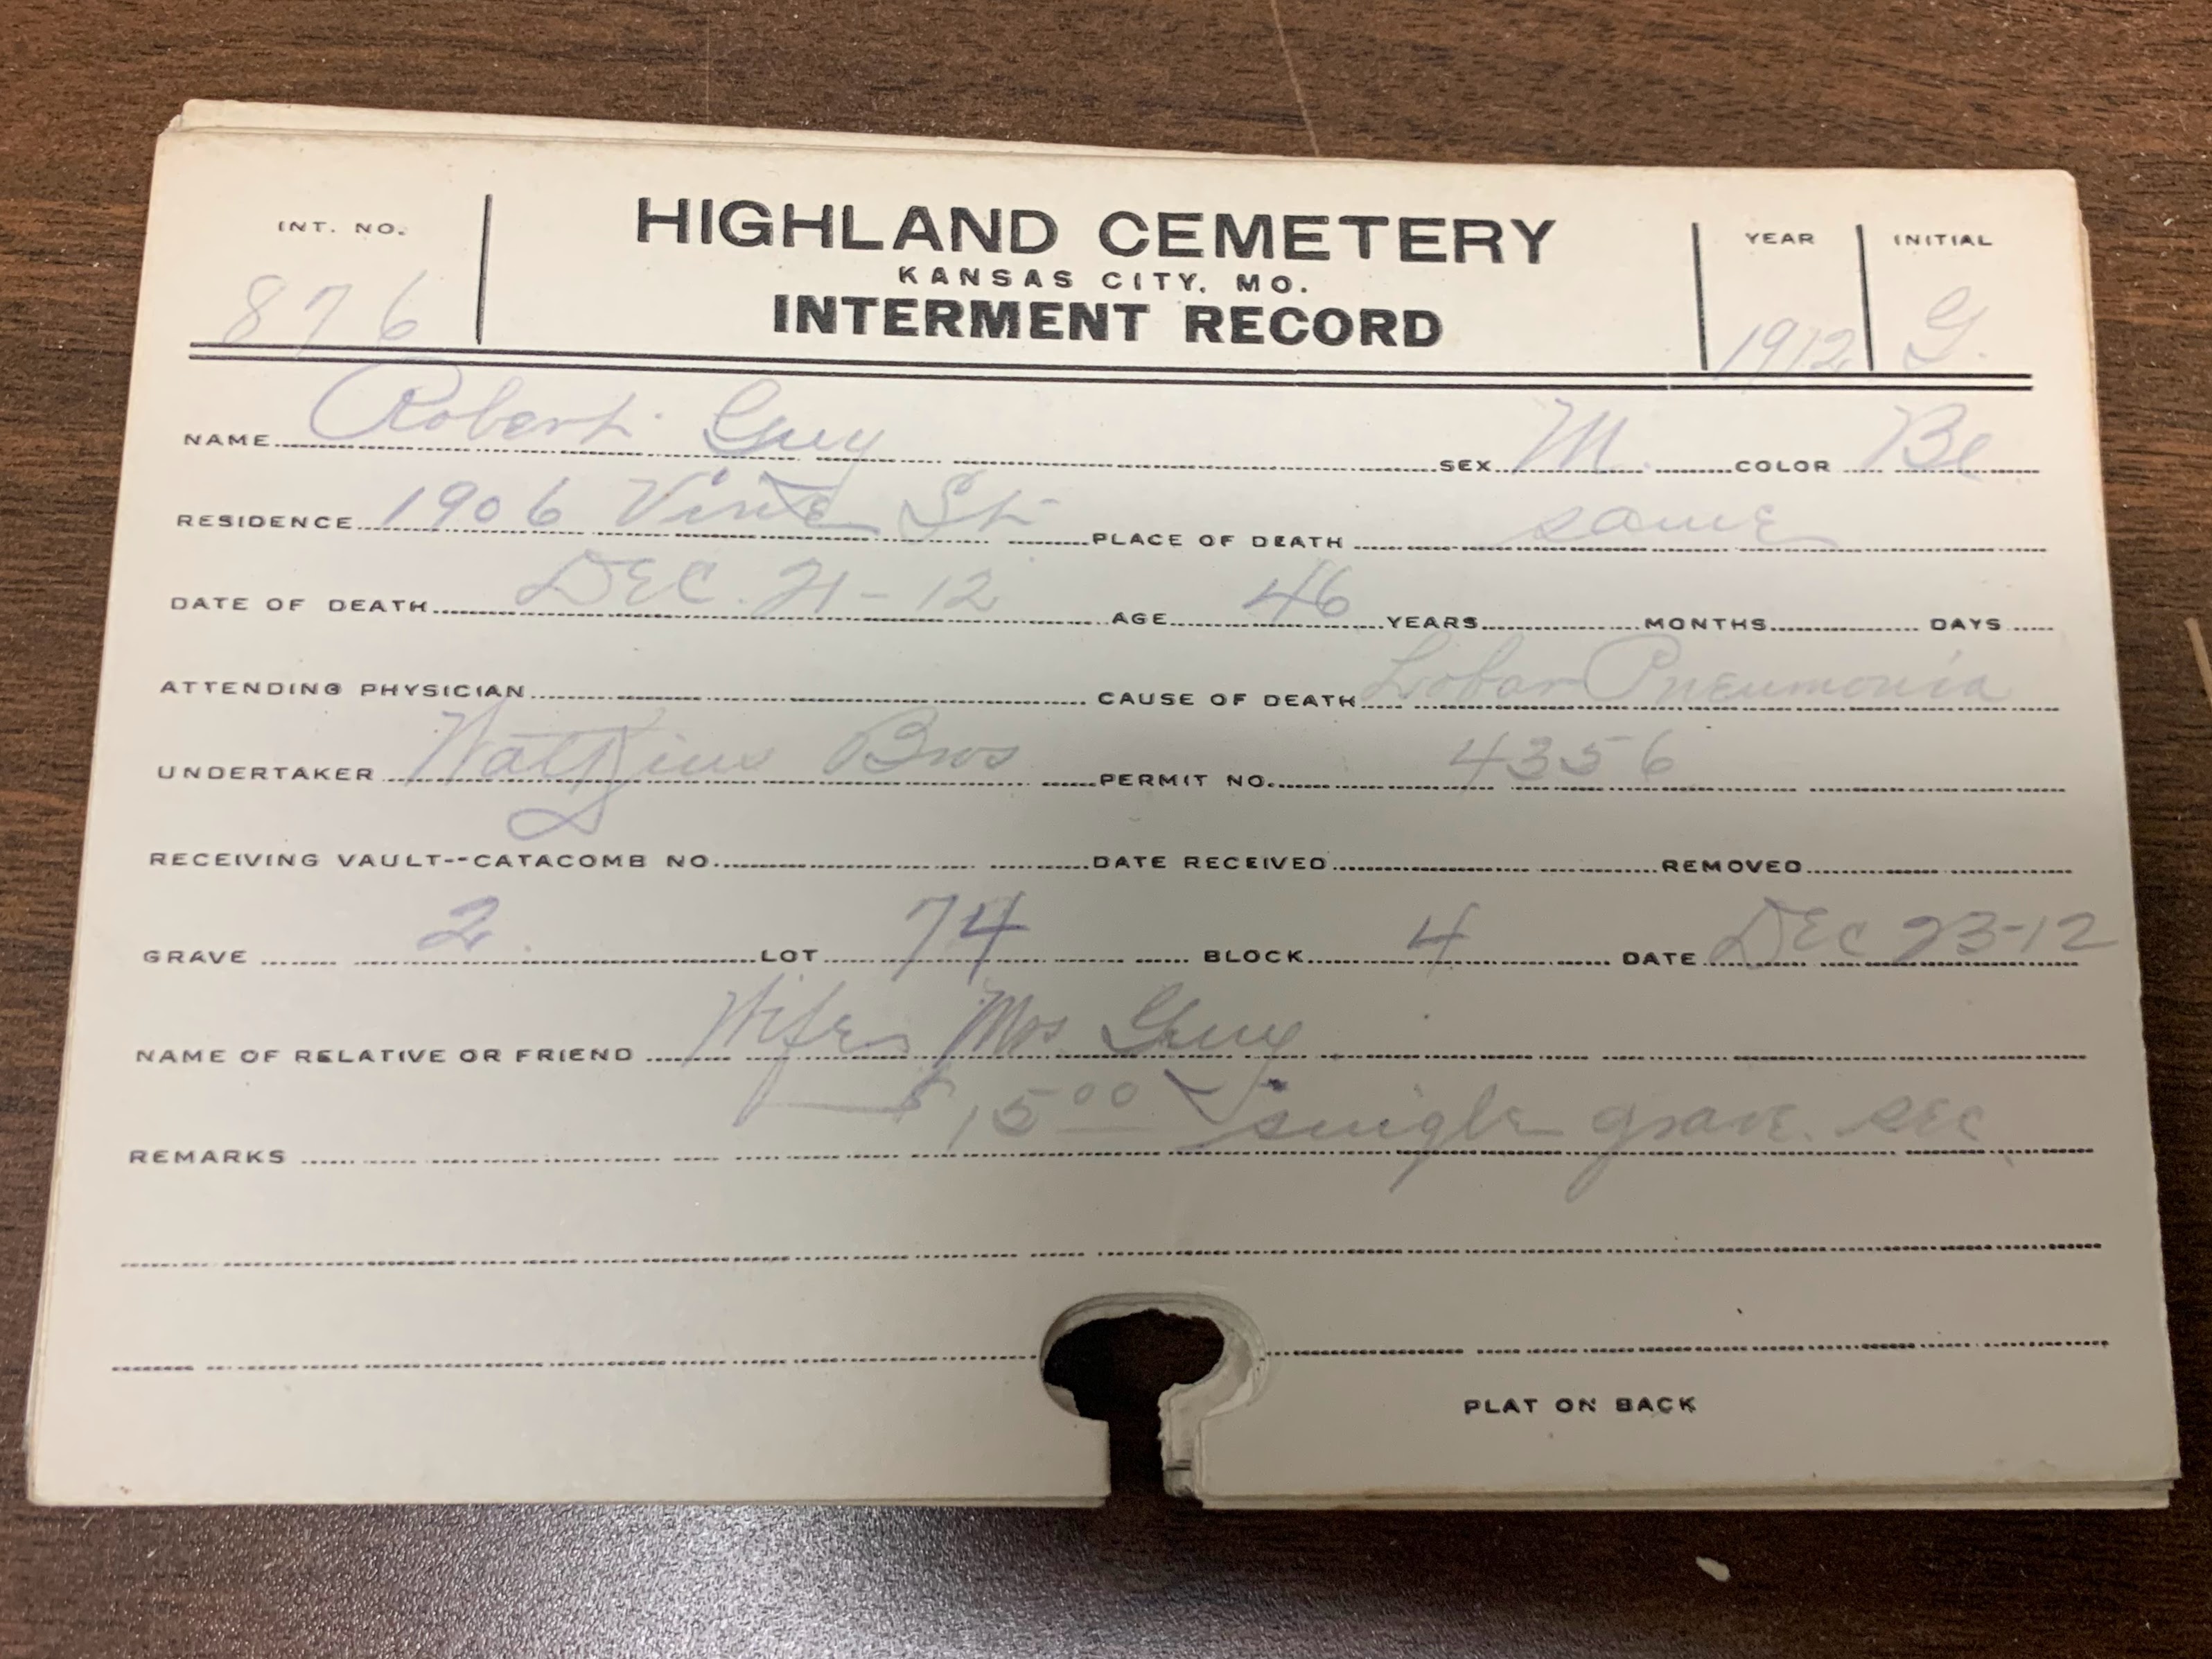 INT. NO. HIGHLAND CEMETERY YEAR INITIAL
KANSAS CITY, MO.
876 INTERMENT RECORD 1912 G.
NAME Robert Guy SEX M. COLOR Be
RESIDENCE 1906 Vine St. PLACE OF DEATH same
DATE OF DEATH DEC. 21-12 AGE 46 YEARS MONTHS DAYS
ATTENDING PHYSICIAN CAUSE OF DEATH Lobar Pneumonia
UNDERTAKER Watkins Bros PERMIT NO. 4356
RECEIVING VAULT--CATACOMB NO. DATE RECEIVED REMOVED
GRAVE 2. LOT 74 BLOCK 4 DATE DEC 23-12
NAME OF RELATIVE OR FRIEND Wife Mrs Guy
REMARKS $15.00 single grave. SEC
PLAT ON BACK